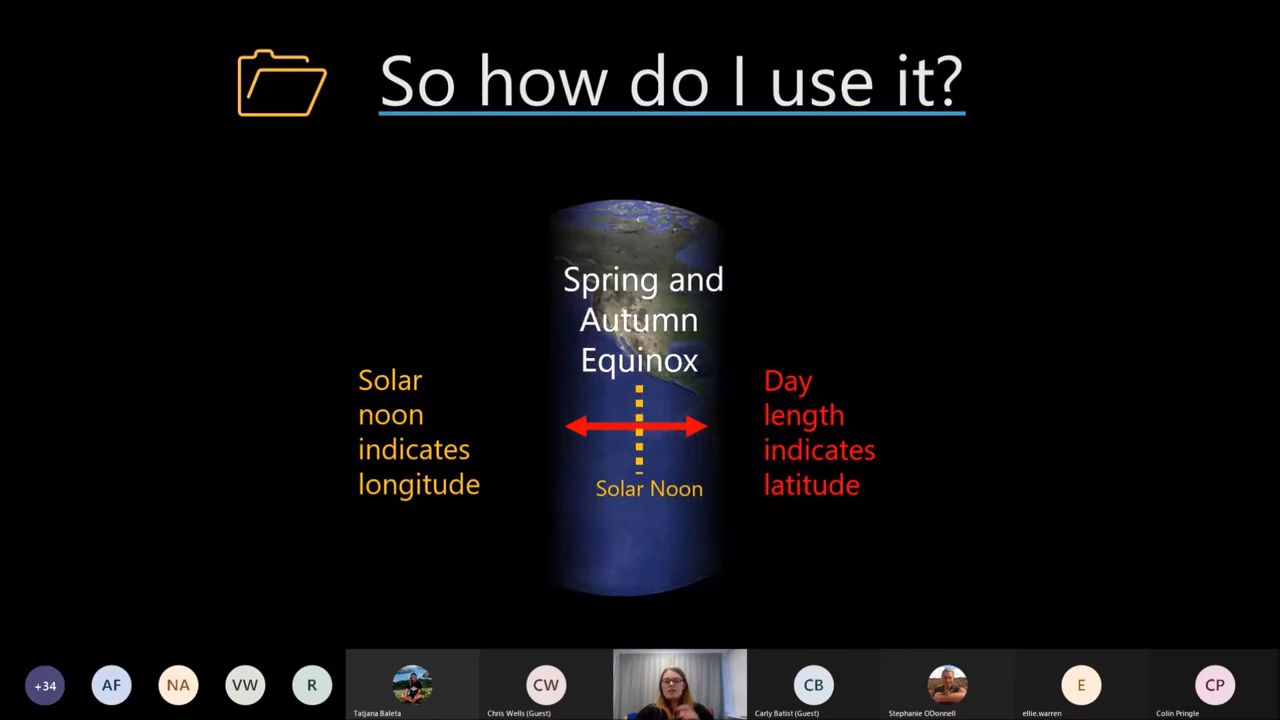 So how do I use it?
Spring and
Autumn
Equinox
Solar
noon
indicates
longitude
Day
length
indicates
latitude
Solar Noon
+34
AF
NA
VW
R
Tatjana Baleta
CW
Chris Wells (Guest)
CB
Carly Batist (Guest)
Stephanie ODonnell
E
ellie.warren
CP
Colin Pringle